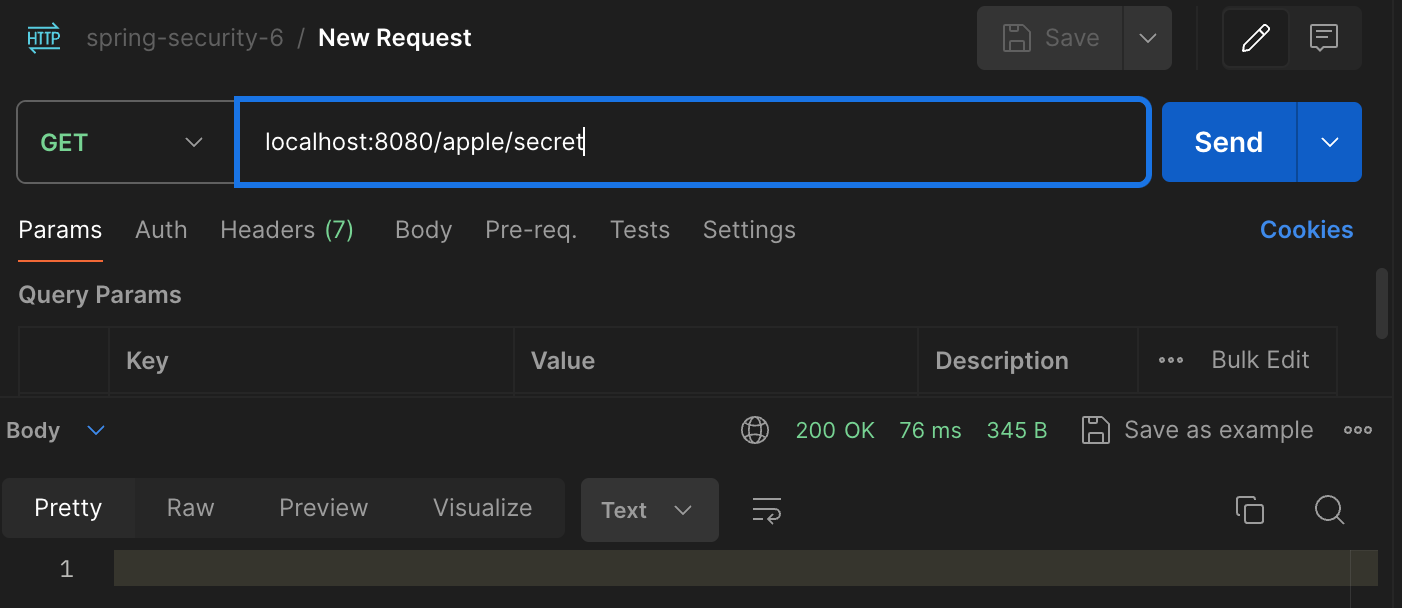 HTTP spring-security-6 / New Request Save
GET localhost:8080/apple/secret Send
Params Auth Headers (7) Body Pre-req. Tests Settings Cookies
Query Params
Key Value Description ooo Bulk Edit
Body 200 OK 76 ms 345 B Save as example ooo
Pretty Raw Preview Visualize Text
1